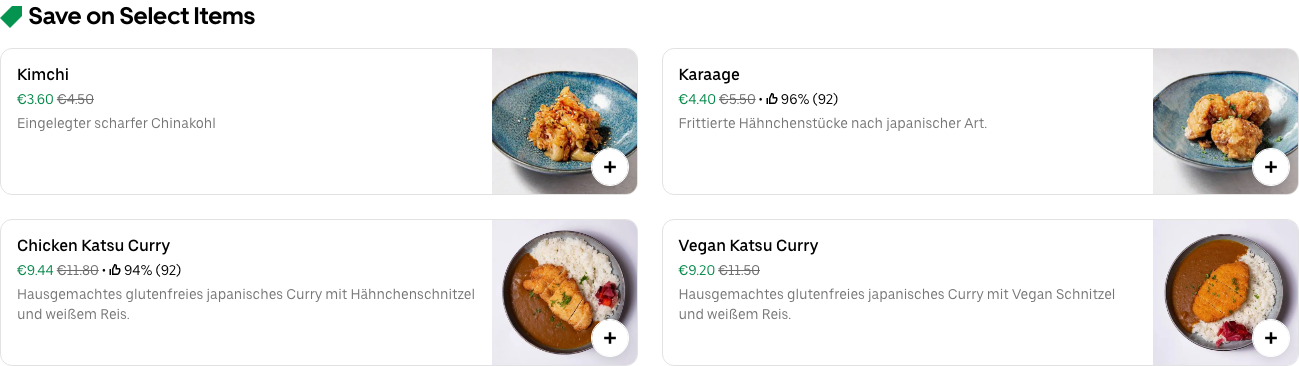 Save on Select Items
Kimchi
€3.60 €4.50
Eingelegter scharfer Chinakohl
Karaage
€4.40 €5.50 • 96% (92)
Frittierte Hähnchenstücke nach japanischer Art.
Chicken Katsu Curry
€9.44 €11.80 • 94% (92)
Hausgemachtes glutenfreies japanisches Curry mit Hähnchenschnitzel
und weißem Reis.
Vegan Katsu Curry
€9.20 €11.50
Hausgemachtes glutenfreies japanisches Curry mit Vegan Schnitzel
und weißem Reis.